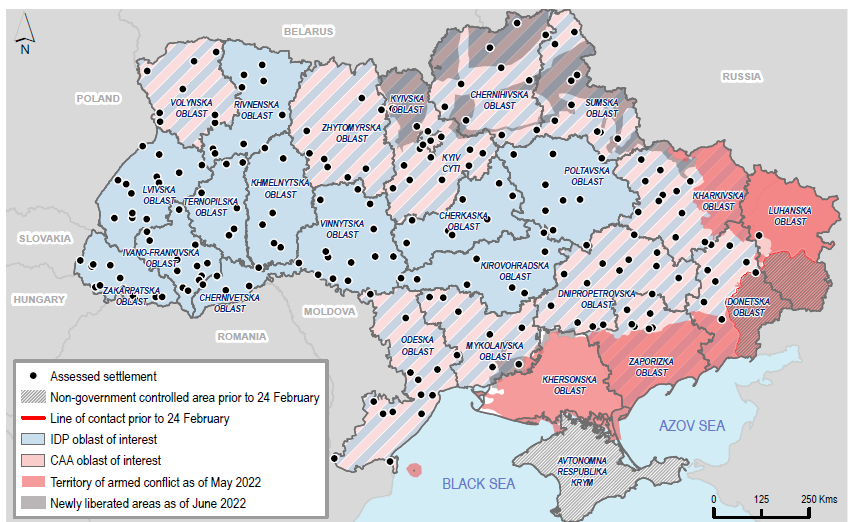 N
BELARUS
RUSSIA
POLAND
VOLYNSKA
OBLAST
RIVNENSKA
OBLAST
KYIVSKA
OBLAST
CHERNIHIVSKA
OBLAST
SUMSKA
OBLAST
ZHYTOMYRSKA
OBLAST
KYIV
CYTI
POLTAVSKA
OBLAST
LVIVSKA
OBLAST
TERNOPILSKA
OBLAST
KHMELNYTSKA
OBLAST
KHARKIVSKA
OBLAST
LUHANSKA
OBLAST
VINNYTSKA
OBLAST
CHERKASKA
OBLAST
SLOVAKIA
IVANO-FRANKIVSKA
OBLAST
KIROVOHRADSKA
OBLAST
HUNGARY
ZAKARPATSKA
OBLAST
CHERNIVETSKA
OBLAST
DNIPROPETROVSKA
OBLAST
DONETSKA
OBLAST
MOLDOVA
ROMANIA
ODESKA
OBLAST
MYKOLAIVSKA
OBLAST
KHERSONSKA
OBLAST
ZAPORIZKA
OBLAST
AZOV SEA
BLACK SEA
AVTONOMNA
RESPUBLIKA
KRYM
Assessed settlement
Non-government controlled area prior to 24 February
Line of contact prior to 24 February
IDP oblast of interest
CAA oblast of interest
Territory of armed conflict as of May 2022
Newly liberated areas as of June 2022
0 125 250 Kms